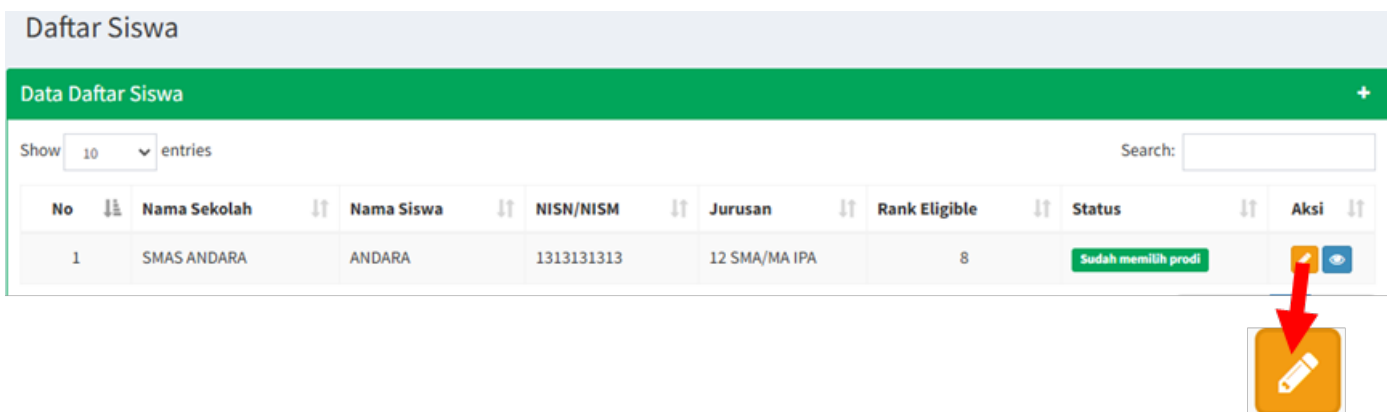 Daftar Siswa
Data Daftar Siswa +
Show 10 entries Search:
No Nama Sekolah Nama Siswa NISN/NISM Jurusan Rank Eligible Status Aksi
1 SMAS ANDARA ANDARA 1313131313 12 SMA/MA IPA 8 Sudah memilih prodi